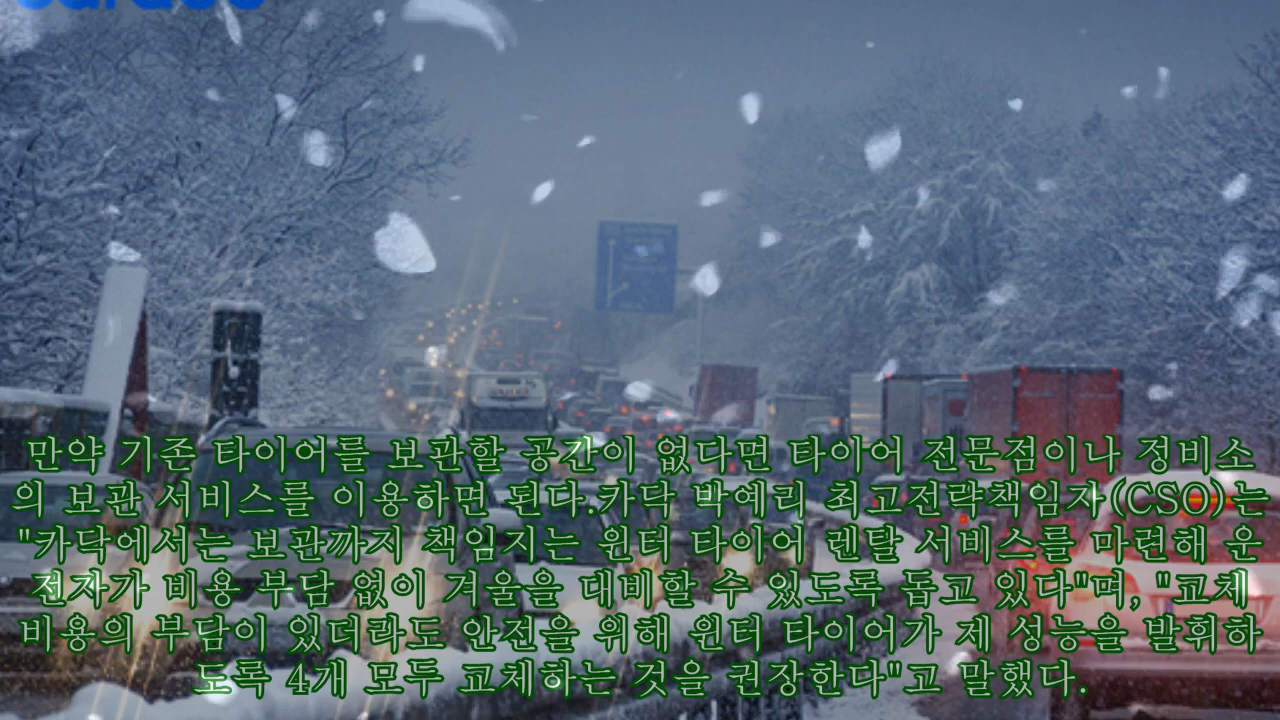 만약 기존 타이어를 보관할 공간이 없다면 타이어 전문점이나 정비소
의 보관 서비스를 이용하면 된다.카닥 박예리 최고전략책임자(CSO)는
"카닥에서는 보관까지 책임지는 윈터 타이어 렌탈 서비스를 마련해 운
전자가 비용 부담 없이 겨울을 대비할 수 있도록 돕고 있다"며, "교체
비용의 부담이 있더라도 안전을 위해 윈터 타이어가 제 성능을 발휘하
도록 4개 모두 교체하는 것을 권장한다"고 말했다.